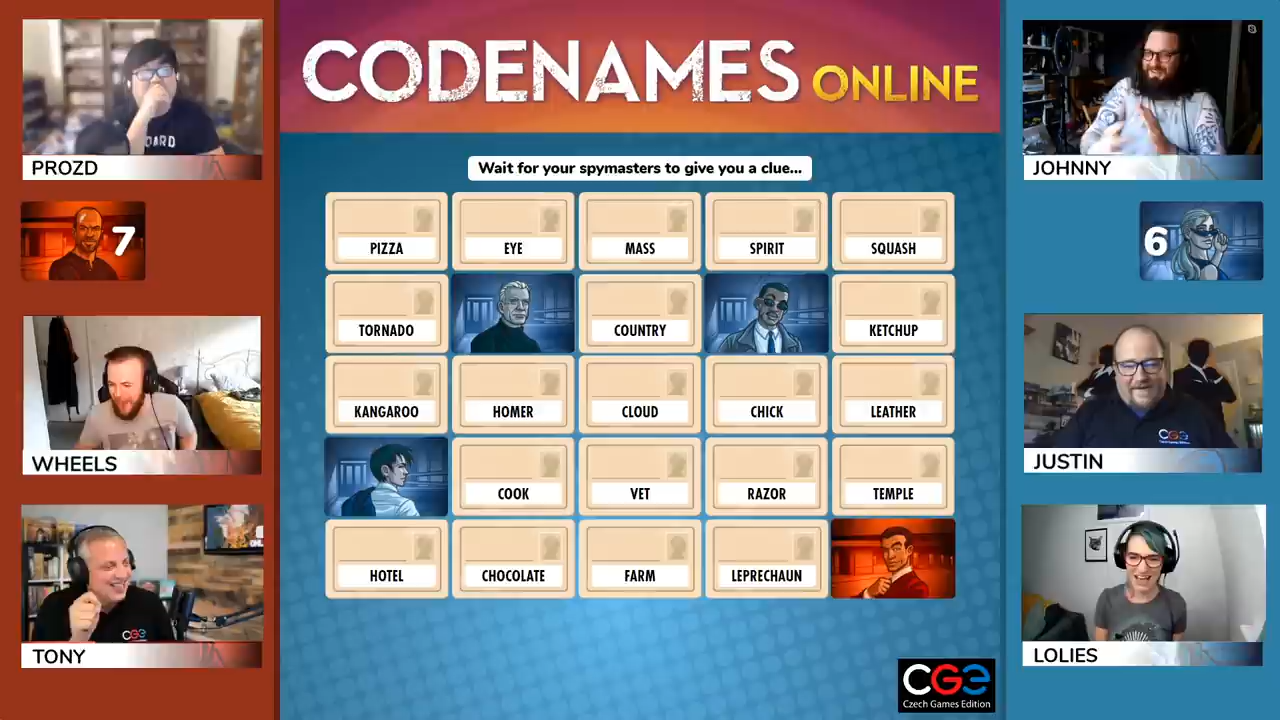 CODENAMES ONLINE
Wait for your spymasters to give you a clue...
PROZD
7
WHEELS
TONY
PIZZA
EYE
MASS
SPIRIT
SQUASH
TORNADO
COUNTRY
KETCHUP
KANGAROO
HOMER
CLOUD
CHICK
LEATHER
COOK
VET
RAZOR
TEMPLE
HOTEL
CHOCOLATE
FARM
LEPRECHAUN
JOHNNY
6
JUSTIN
LOLIES
CGE
Czech Games Edition
CGE
CGE